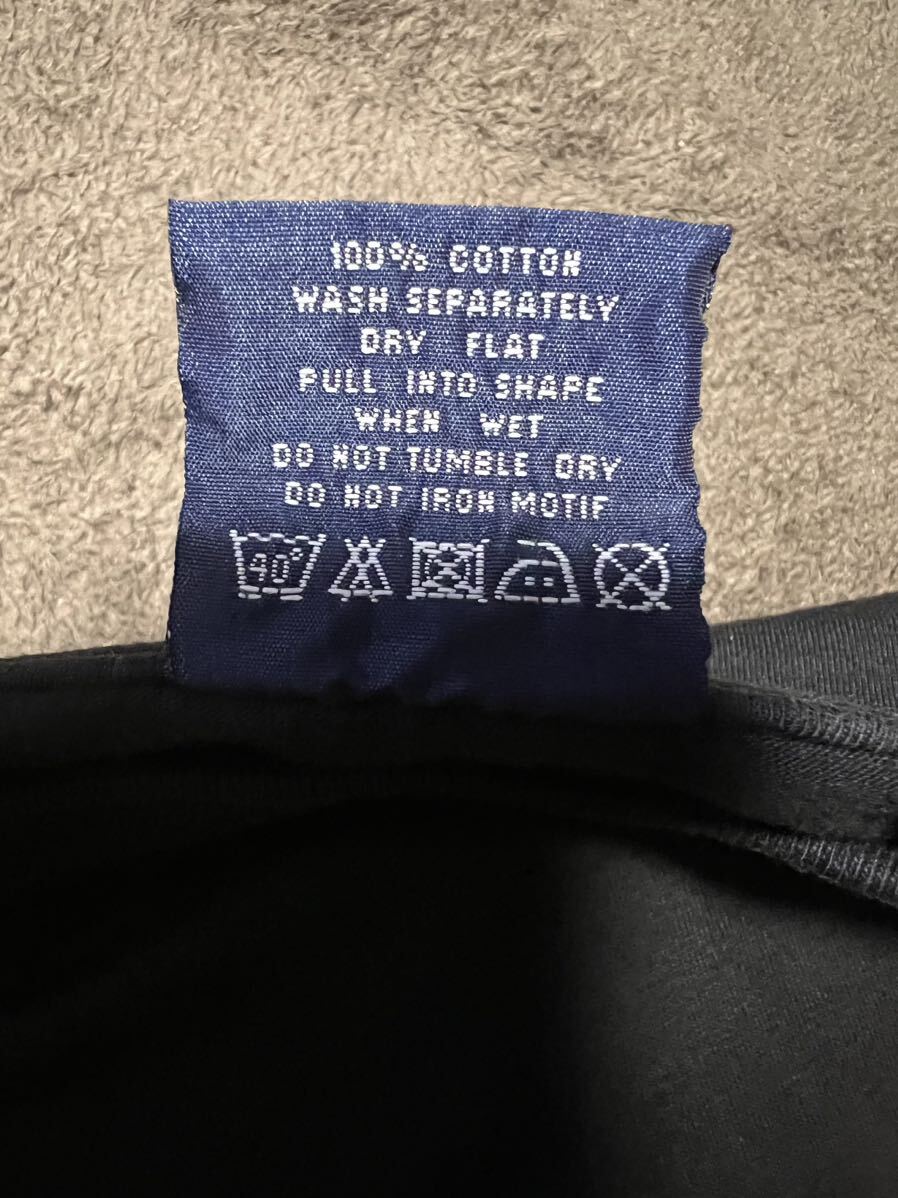 100% COTTON
WASH SEPARATELY
DRY FLAT
PULL INTO SHAPE
WHEN WET
DO NOT TUMBLE DRY
DO NOT IRON MOTIF
40°